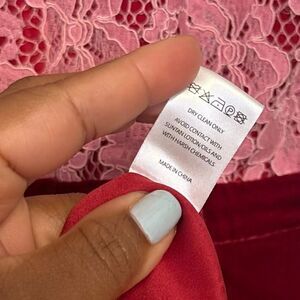 P
DRY CLEAN ONLY
AVOID CONTACT WITH
SUNTAN LOTION/OILS AND
WITH HARSH CHEMICALS.
MADE IN CHINA